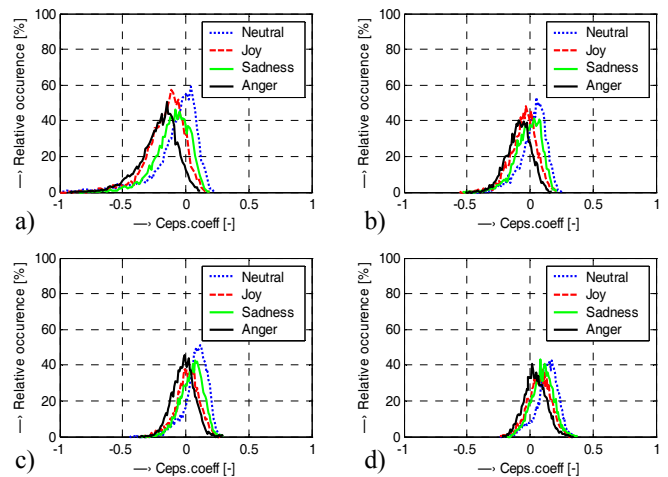 100
80
60
40
20
0
-1 -0.5 0 0.5 1
—› Relative occurence [%]
—› Ceps.coeff [-]
Neutral
Joy
Sadness
Anger
a)
100
80
60
40
20
0
-1 -0.5 0 0.5 1
—› Relative occurence [%]
—› Ceps.coeff [-]
Neutral
Joy
Sadness
Anger
b)
100
80
60
40
20
0
-1 -0.5 0 0.5 1
—› Relative occurence [%]
—› Ceps.coeff [-]
Neutral
Joy
Sadness
Anger
c)
100
80
60
40
20
0
-1 -0.5 0 0.5 1
—› Relative occurence [%]
—› Ceps.coeff [-]
Neutral
Joy
Sadness
Anger
d)